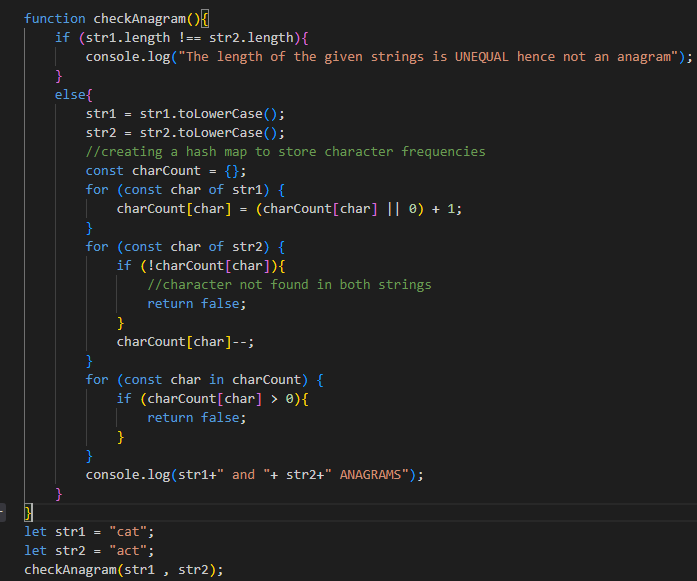 function checkAnagram(){
    if (str1.length !== str2.length){
        console.log("The length of the given strings is UNEQUAL hence not an anagram");
    }
    else{
        str1 = str1.toLowerCase();
        str2 = str2.toLowerCase();
        //creating a hash map to store character frequencies
        const charCount = {};
        for (const char of str1) {
            charCount[char] = (charCount[char] || 0) + 1;
        }
        for (const char of str2) {
            if (!charCount[char]){
                //character not found in both strings
                return false;
            }
            charCount[char]--;
        }
        for (const char in charCount) {
            if (charCount[char] > 0){
                return false;
            }
        }
        console.log(str1+" and "+ str2+" ANAGRAMS");
    }
}
let str1 = "cat";
let str2 = "act";
checkAnagram(str1 , str2);